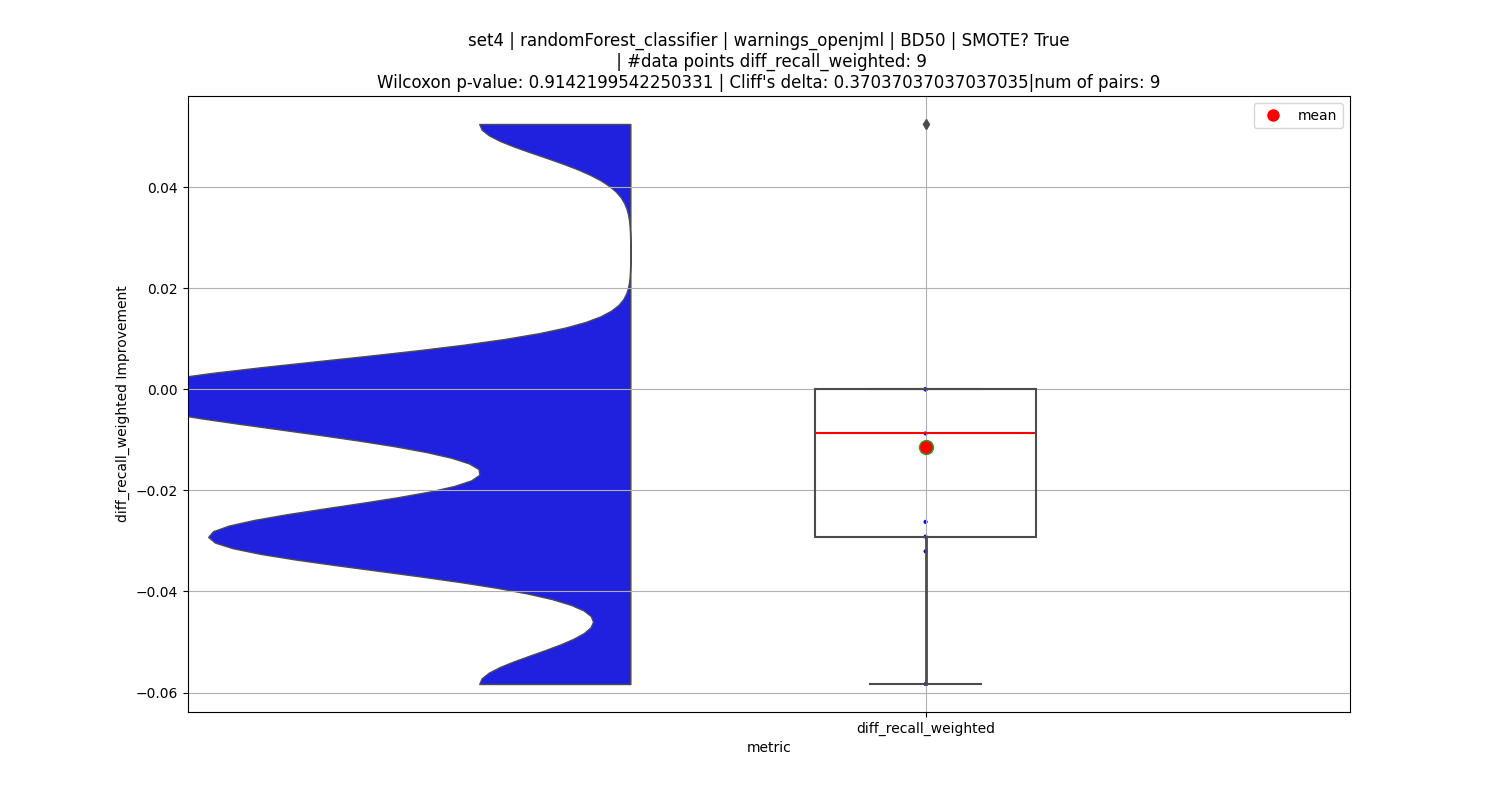 set4 | randomForest_classifier | warnings_openjml | BD50 | SMOTE? True
| #data points diff_recall_weighted: 9
Wilcoxon p-value: 0.9142199542250331 | Cliff's delta: 0.37037037037037035|num of pairs: 9
mean
0.04
0.02
0.00
−0.02
−0.04
−0.06
diff_recall_weighted Improvement
diff_recall_weighted
metric